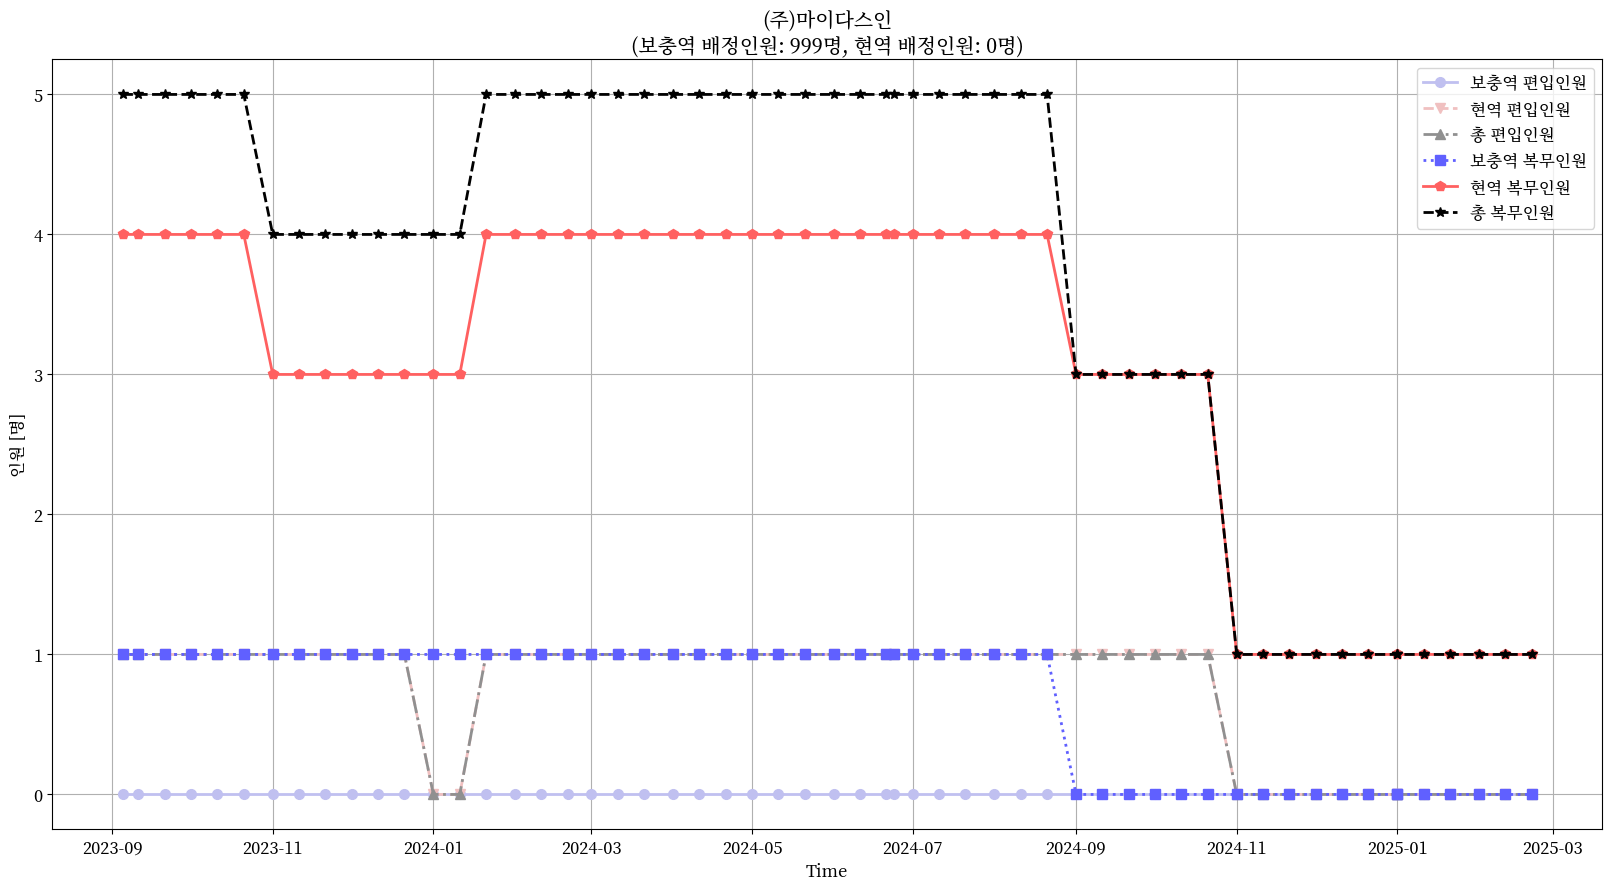 (주)마이다스인
(보충역 배정인원: 999명, 현역 배정인원: 0명)
보충역 편입인원
현역 편입인원
총 편입인원
보충역 복무인원
현역 복무인원
총 복무인원
인원 [명]
5
4
3
2
1
0
2023-09
2023-11
2024-01
2024-03
2024-05
2024-07
2024-09
2024-11
2025-01
2025-03
Time